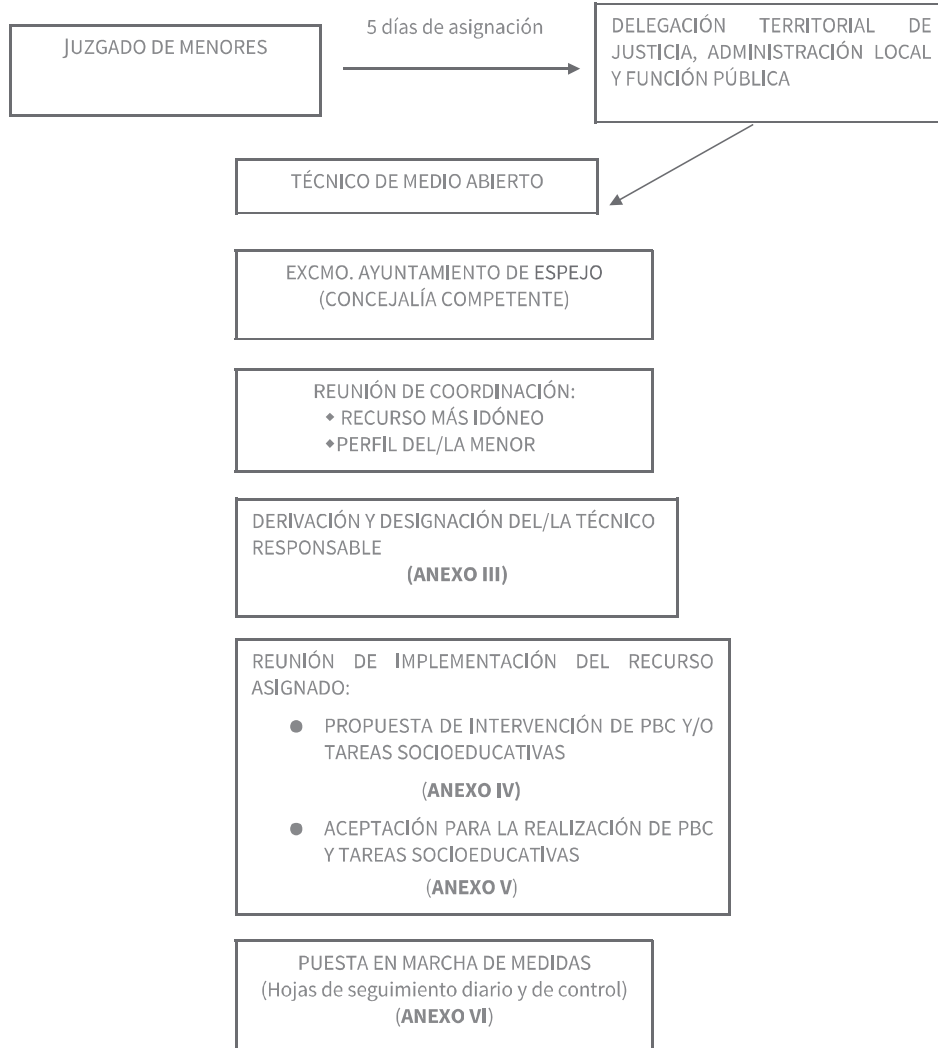 JUZGADO DE MENORES
5 días de asignación
DELEGACIÓN TERRITORIAL DE
JUSTICIA, ADMINISTRACIÓN LOCAL
Y FUNCIÓN PÚBLICA
TÉCNICO DE MEDIO ABIERTO
EXCMO. AYUNTAMIENTO DE ESPEJO
(CONCEJALÍA COMPETENTE)
REUNIÓN DE COORDINACIÓN:
◆ RECURSO MÁS IDÓNEO
◆PERFIL DEL/LA MENOR
DERIVACIÓN Y DESIGNACIÓN DEL/LA TÉCNICO
RESPONSABLE
(ANEXO III)
REUNIÓN DE IMPLEMENTACIÓN DEL RECURSO
ASIGNADO:
● PROPUESTA DE INTERVENCIÓN DE PBC Y/O
TAREAS SOCIOEDUCATIVAS
(ANEXO IV)
● ACEPTACIÓN PARA LA REALIZACIÓN DE PBC
Y TAREAS SOCIOEDUCATIVAS
(ANEXO V)
PUESTA EN MARCHA DE MEDIDAS
(Hojas de seguimiento diario y de control)
(ANEXO VI)